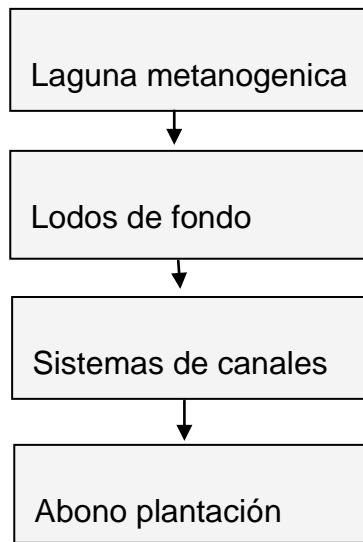 Laguna metanogenica
Lodos de fondo
Sistemas de canales
Abono plantación